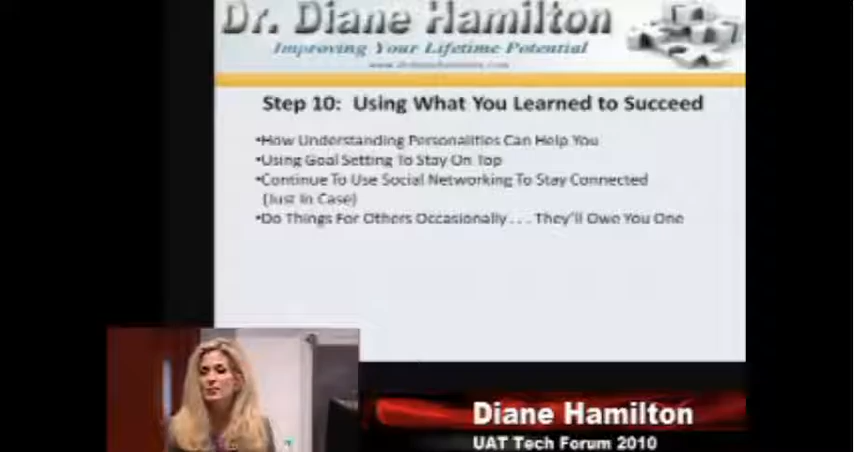 Dr. Diane Hamilton
Improving Your Lifetime Potential
Step 10: Using What You Learned to Succeed
•How Understanding Personalities Can Help You
•Using Goal Setting To Stay On Top
•Continue To Use Social Networking To Stay Connected
(Just In Case)
•Do Things For Others Occasionally . . . They'll Owe You One
Diane Hamilton
UAT Tech Forum 2010